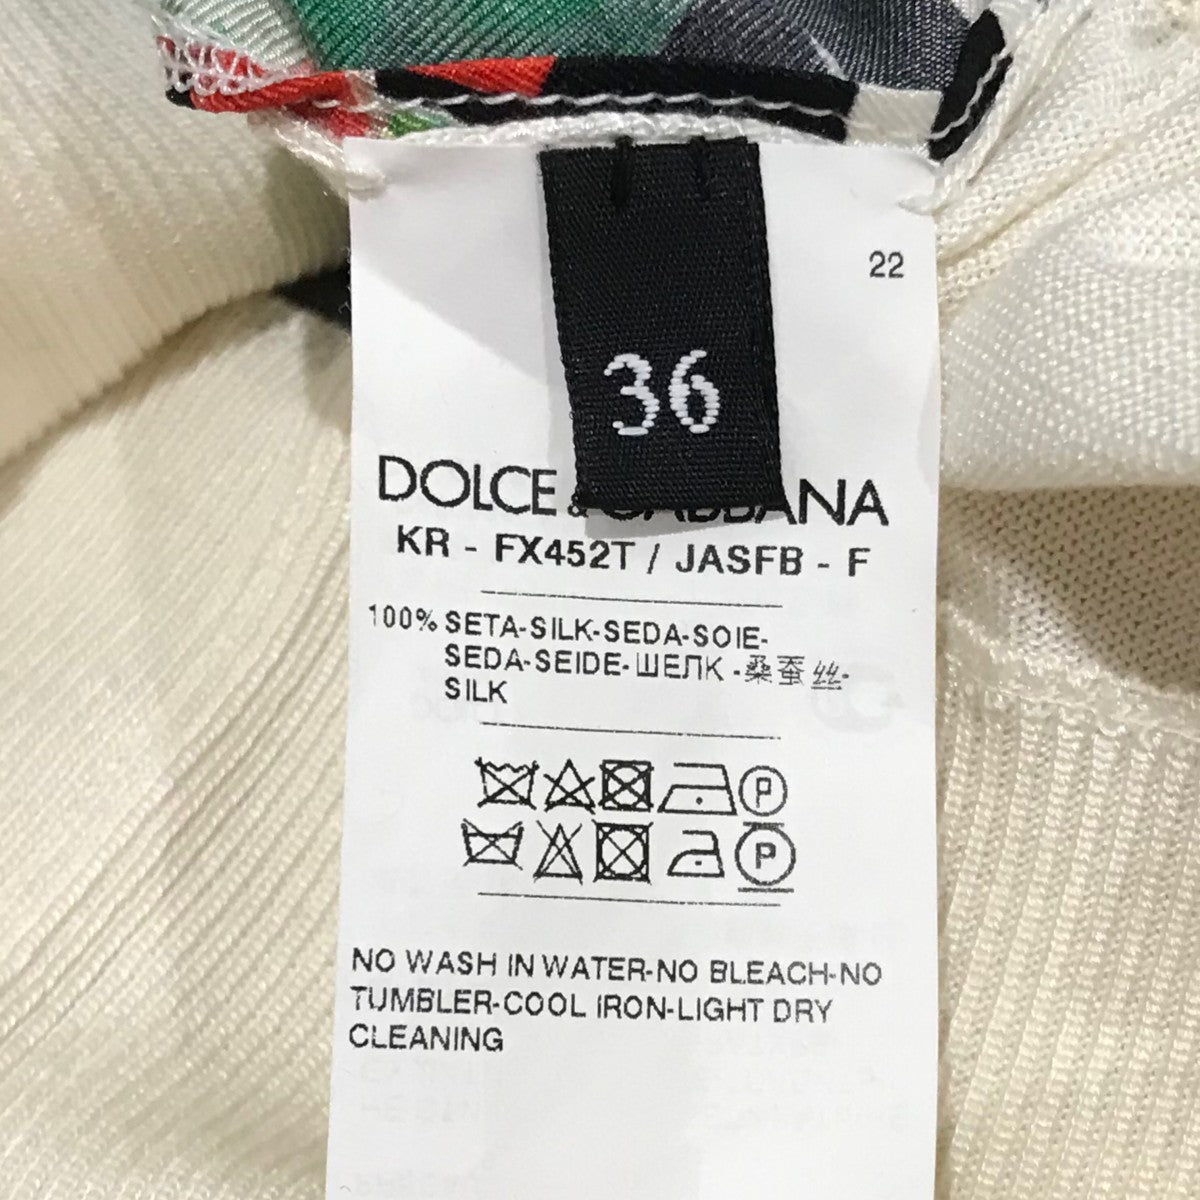 22
36
DOLCE & GABBANA
KR - FX452T / JASFB - F
100% SETA-SILK-SEDA-SOIE-
SEDA-SEIDE-ШЕЛК -桑蚕丝-
SILK
P
P
NO WASH IN WATER-NO BLEACH-NO
TUMBLER-COOL IRON-LIGHT DRY
CLEANING